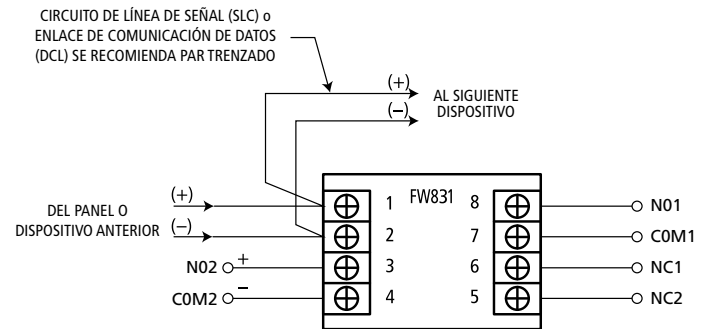 CIRCUITO DE LÍNEA DE SEÑAL (SLC) o
ENLACE DE COMUNICACIÓN DE DATOS
(DCL) SE RECOMIENDA PAR TRENZADO
(+)
(–)
AL SIGUIENTE
DISPOSITIVO
(+)
DEL PANEL O
DISPOSITIVO ANTERIOR
(–)
N02
+
C0M2
–
1
2
3
4
FW831
8
7
6
5
N01
C0M1
NC1
NC2